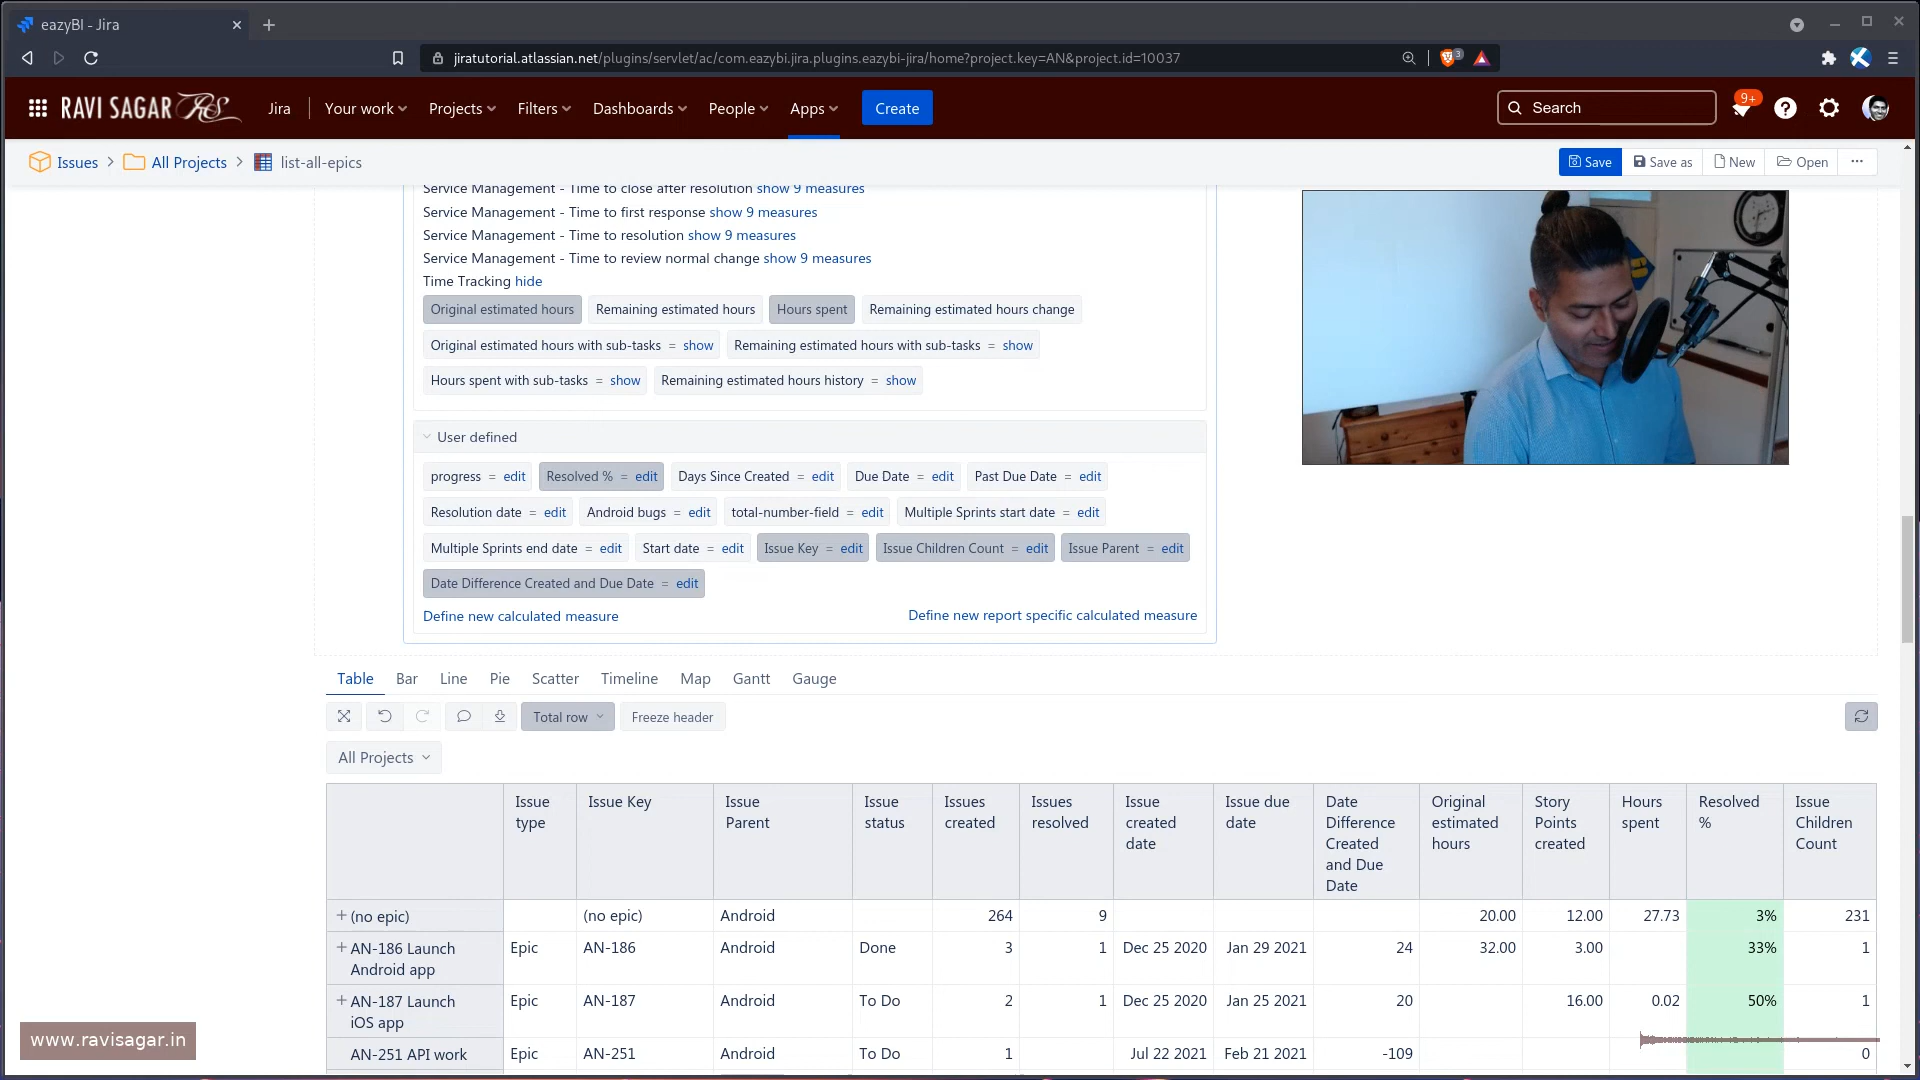 eazyBI - Jira
jiratutorial.atlassian.net/plugins/servlet/ac/com.eazybi.jira.plugins.eazybi-jira/home?project.key=AN&project.id=10037
3
RAVI SAGAR RS Jira Your work Projects Filters Dashboards People Apps Create Search 9+
Issues > All Projects > list-all-epics Save Save as New Open ...
Service Management - Time to close after resolution show 9 measures
Service Management - Time to first response show 9 measures
Service Management - Time to resolution show 9 measures
Service Management - Time to review normal change show 9 measures
Time Tracking hide
Original estimated hours Remaining estimated hours Hours spent Remaining estimated hours change
Original estimated hours with sub-tasks = show Remaining estimated hours with sub-tasks = show
Hours spent with sub-tasks = show Remaining estimated hours history = show
User defined
progress = edit Resolved % = edit Days Since Created = edit Due Date = edit Past Due Date = edit
Resolution date = edit Android bugs = edit total-number-field = edit Multiple Sprints start date = edit
Multiple Sprints end date = edit Start date = edit Issue Key = edit Issue Children Count = edit Issue Parent = edit
Date Difference Created and Due Date = edit
Define new calculated measure Define new report specific calculated measure
Table Bar Line Pie Scatter Timeline Map Gantt Gauge
Total row Freeze header
All Projects
Issue type Issue Key Issue Parent Issue status Issues created Issues resolved Issue created date Issue due date Date Difference Created and Due Date Original estimated hours Story Points created Hours spent Resolved % Issue Children Count
+ (no epic) (no epic) Android 264 9 20.00 12.00 27.73 3% 231
+ AN-186 Launch Android app Epic AN-186 Android Done 3 1 Dec 25 2020 Jan 29 2021 24 32.00 3.00 33% 1
+ AN-187 Launch iOS app Epic AN-187 Android To Do 2 1 Dec 25 2020 Jan 25 2021 20 16.00 0.02 50% 1
AN-251 API work Epic AN-251 Android To Do 1 Jul 22 2021 Feb 21 2021 -109 0
www.ravisagar.in